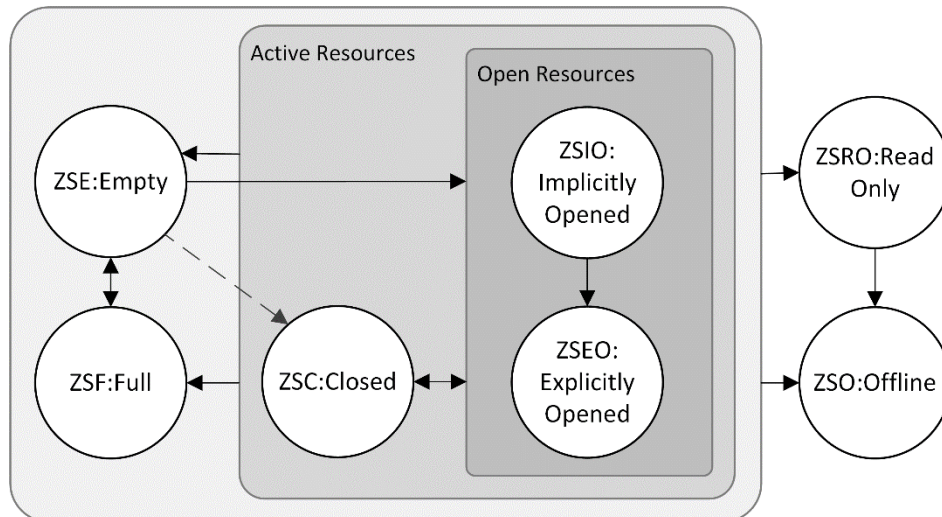 Active Resources
Open Resources
ZSE:Empty
ZSIO:
Implicitly
Opened
ZSRO:Read
Only
ZSF:Full
ZSC:Closed
ZSEO:
Explicitly
Opened
ZSO:Offline